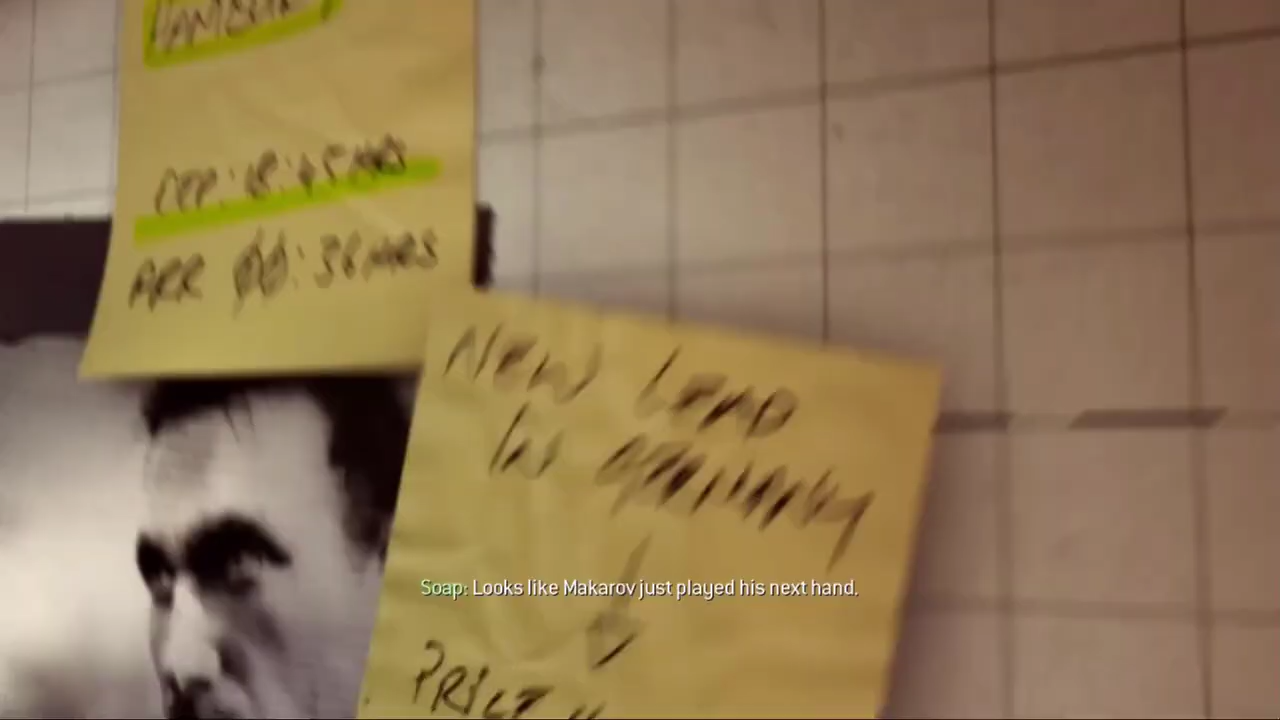 DEP: 18:45HRS
ARR 00:36HRS
NEW LEAD
IN GERMANY
Soap: Looks like Makarov just played his next hand.
PRICE